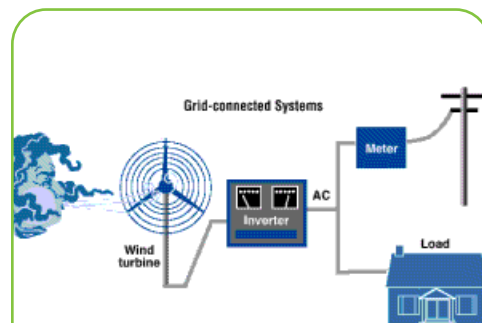 Grid-connected Systems
Meter
AC
Inverter
Wind
turbine
Load